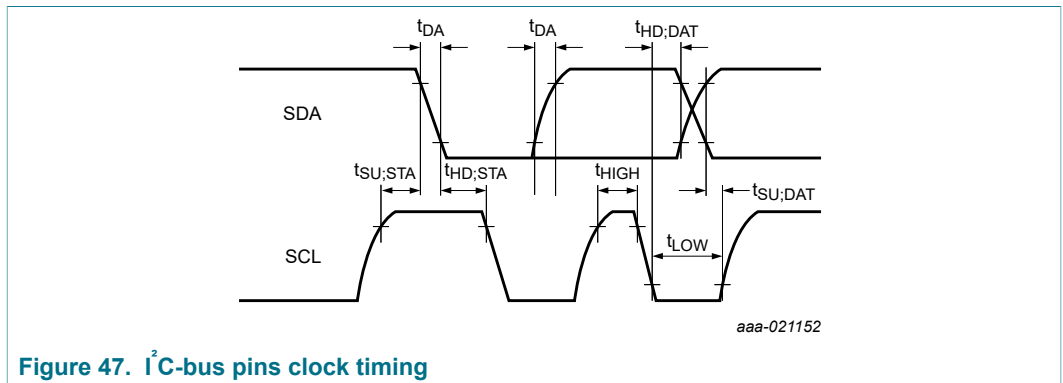 tDA tDA tHD;DAT
SDA
tSU;STA tHD;STA tHIGH tSU;DAT
tLOW
SCL
aaa-021152
Figure 47. I²C-bus pins clock timing